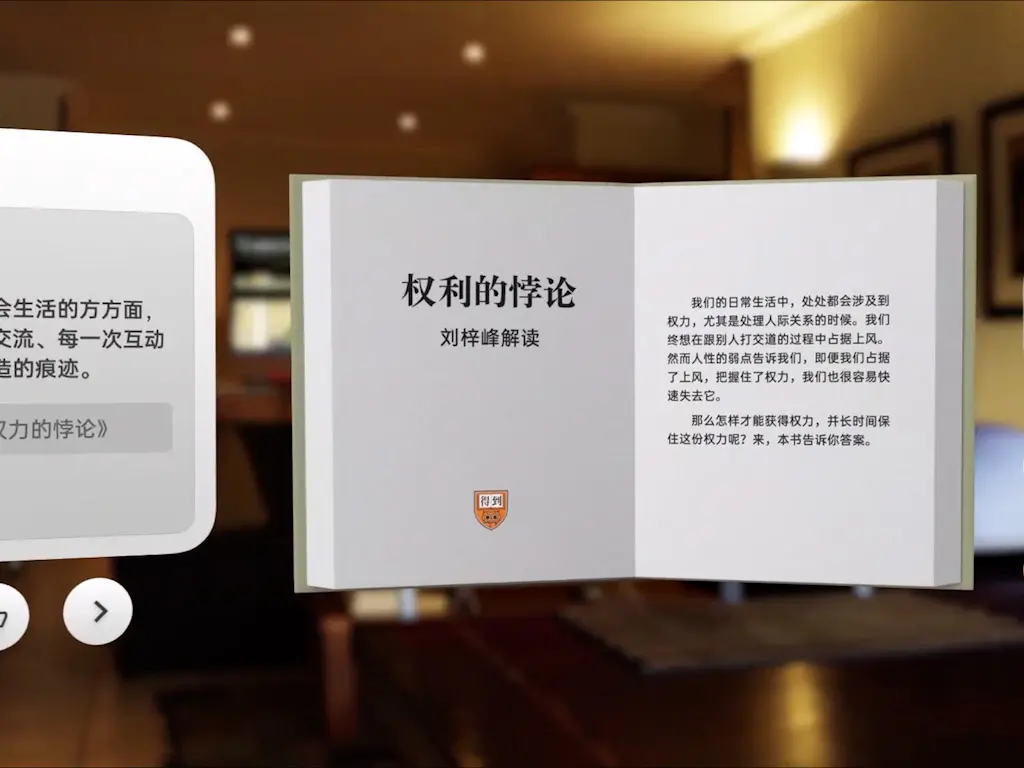 会生活的方方面，
交流、每一次互动
造的痕迹。
权力的悖论》
权利的悖论
刘梓峰解读
得到
我们的日常生活中，处处都会涉及到
权力，尤其是处理人际关系的时候。我们
终想在跟别人打交道的过程中占据上风。
然而人性的弱点告诉我们，即便我们占据
了上风，把握住了权力，我们也很容易快
速失去它。
那么怎样才能获得权力，并长时间保
住这份权力呢？来，本书告诉你答案。